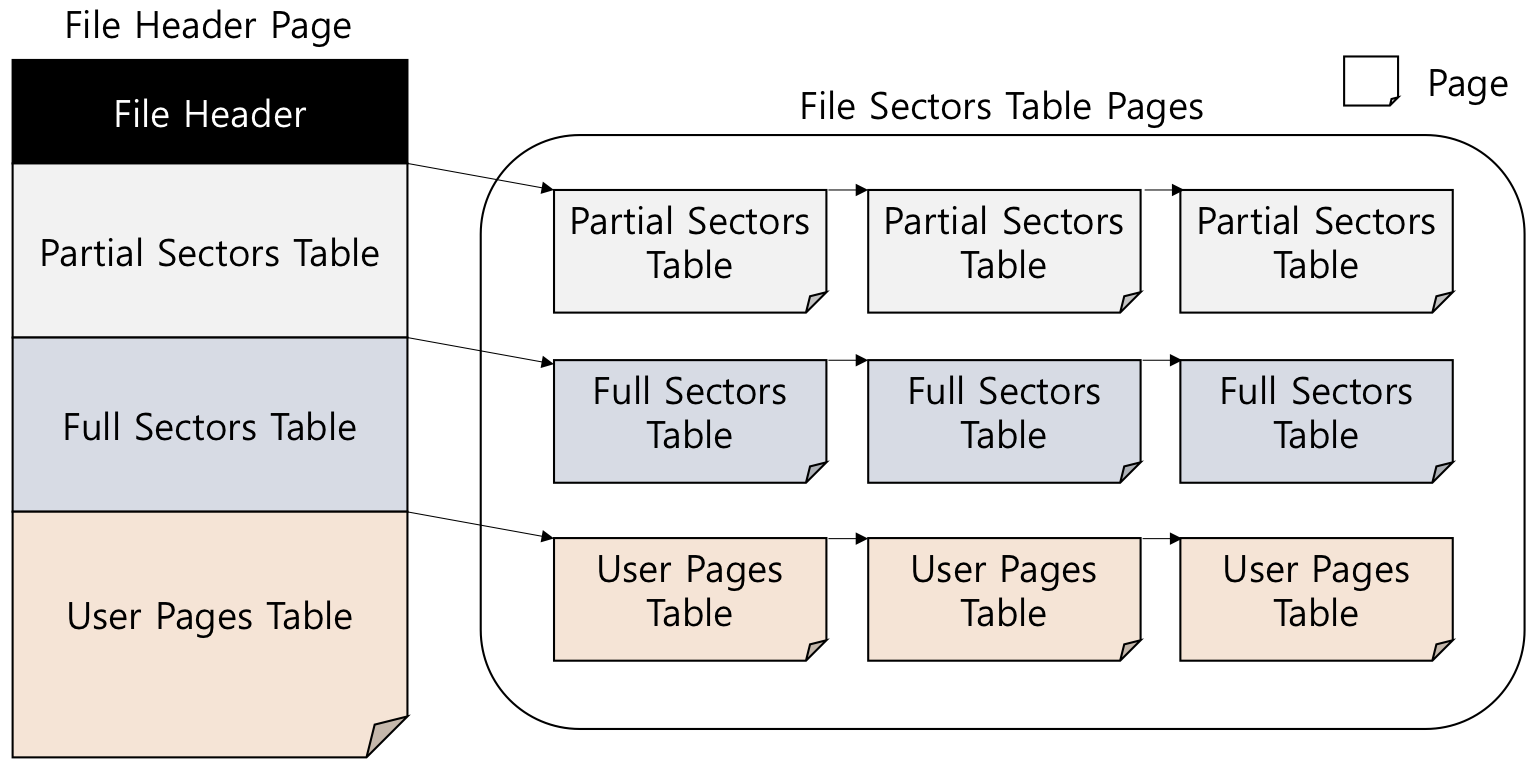 File Header Page
File Header
Partial Sectors Table
Full Sectors Table
User Pages Table
Page
File Sectors Table Pages
Partial Sectors
Table
Partial Sectors
Table
Partial Sectors
Table
Full Sectors
Table
Full Sectors
Table
Full Sectors
Table
User Pages
Table
User Pages
Table
User Pages
Table